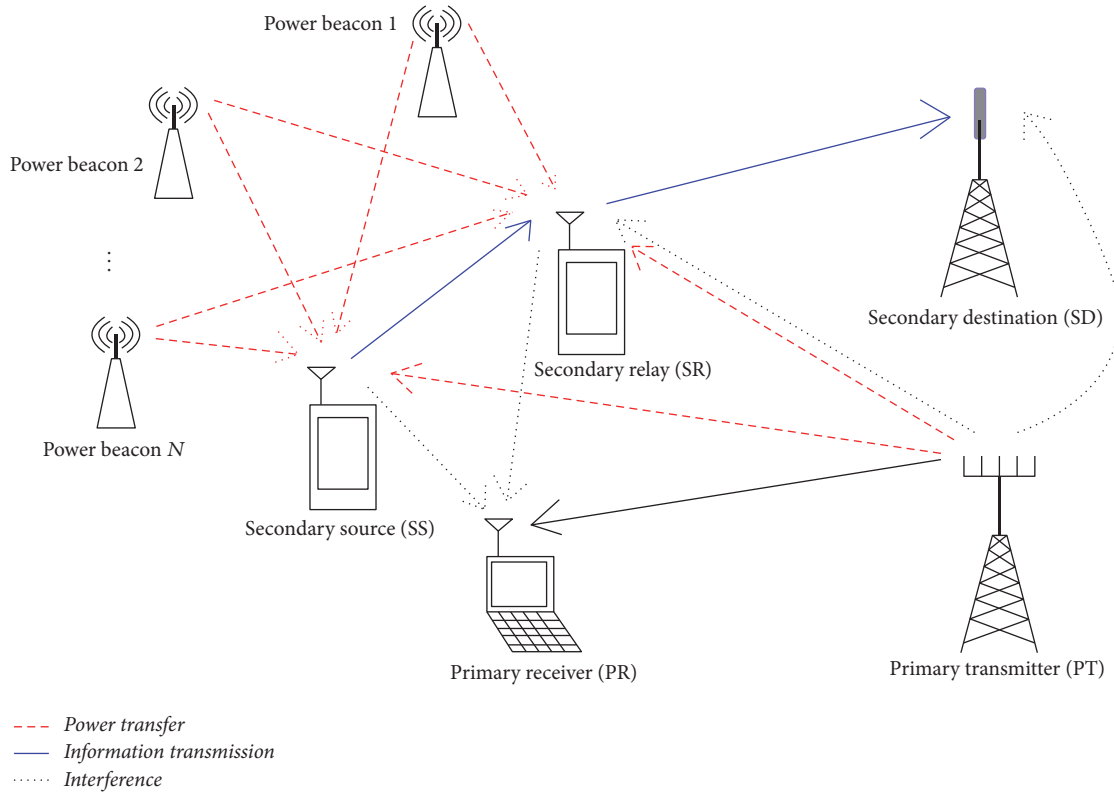 Power beacon 1
Power beacon 2
⋮
Power beacon N
Secondary destination (SD)
Secondary relay (SR)
Secondary source (SS)
Primary receiver (PR)
Primary transmitter (PT)
Power transfer
Information transmission
Interference